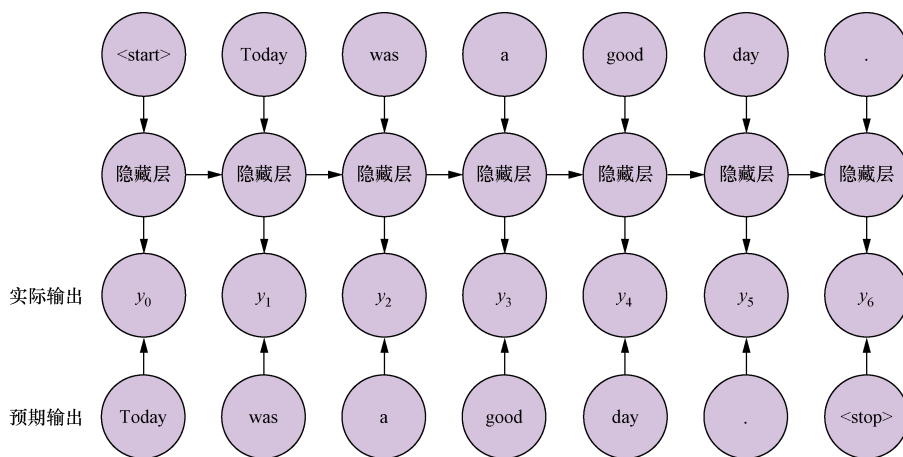 <start> Today was a good day .
隐藏层 隐藏层 隐藏层 隐藏层 隐藏层 隐藏层 隐藏层
实际输出 y0 y1 y2 y3 y4 y5 y6
预期输出 Today was a good day . <stop>